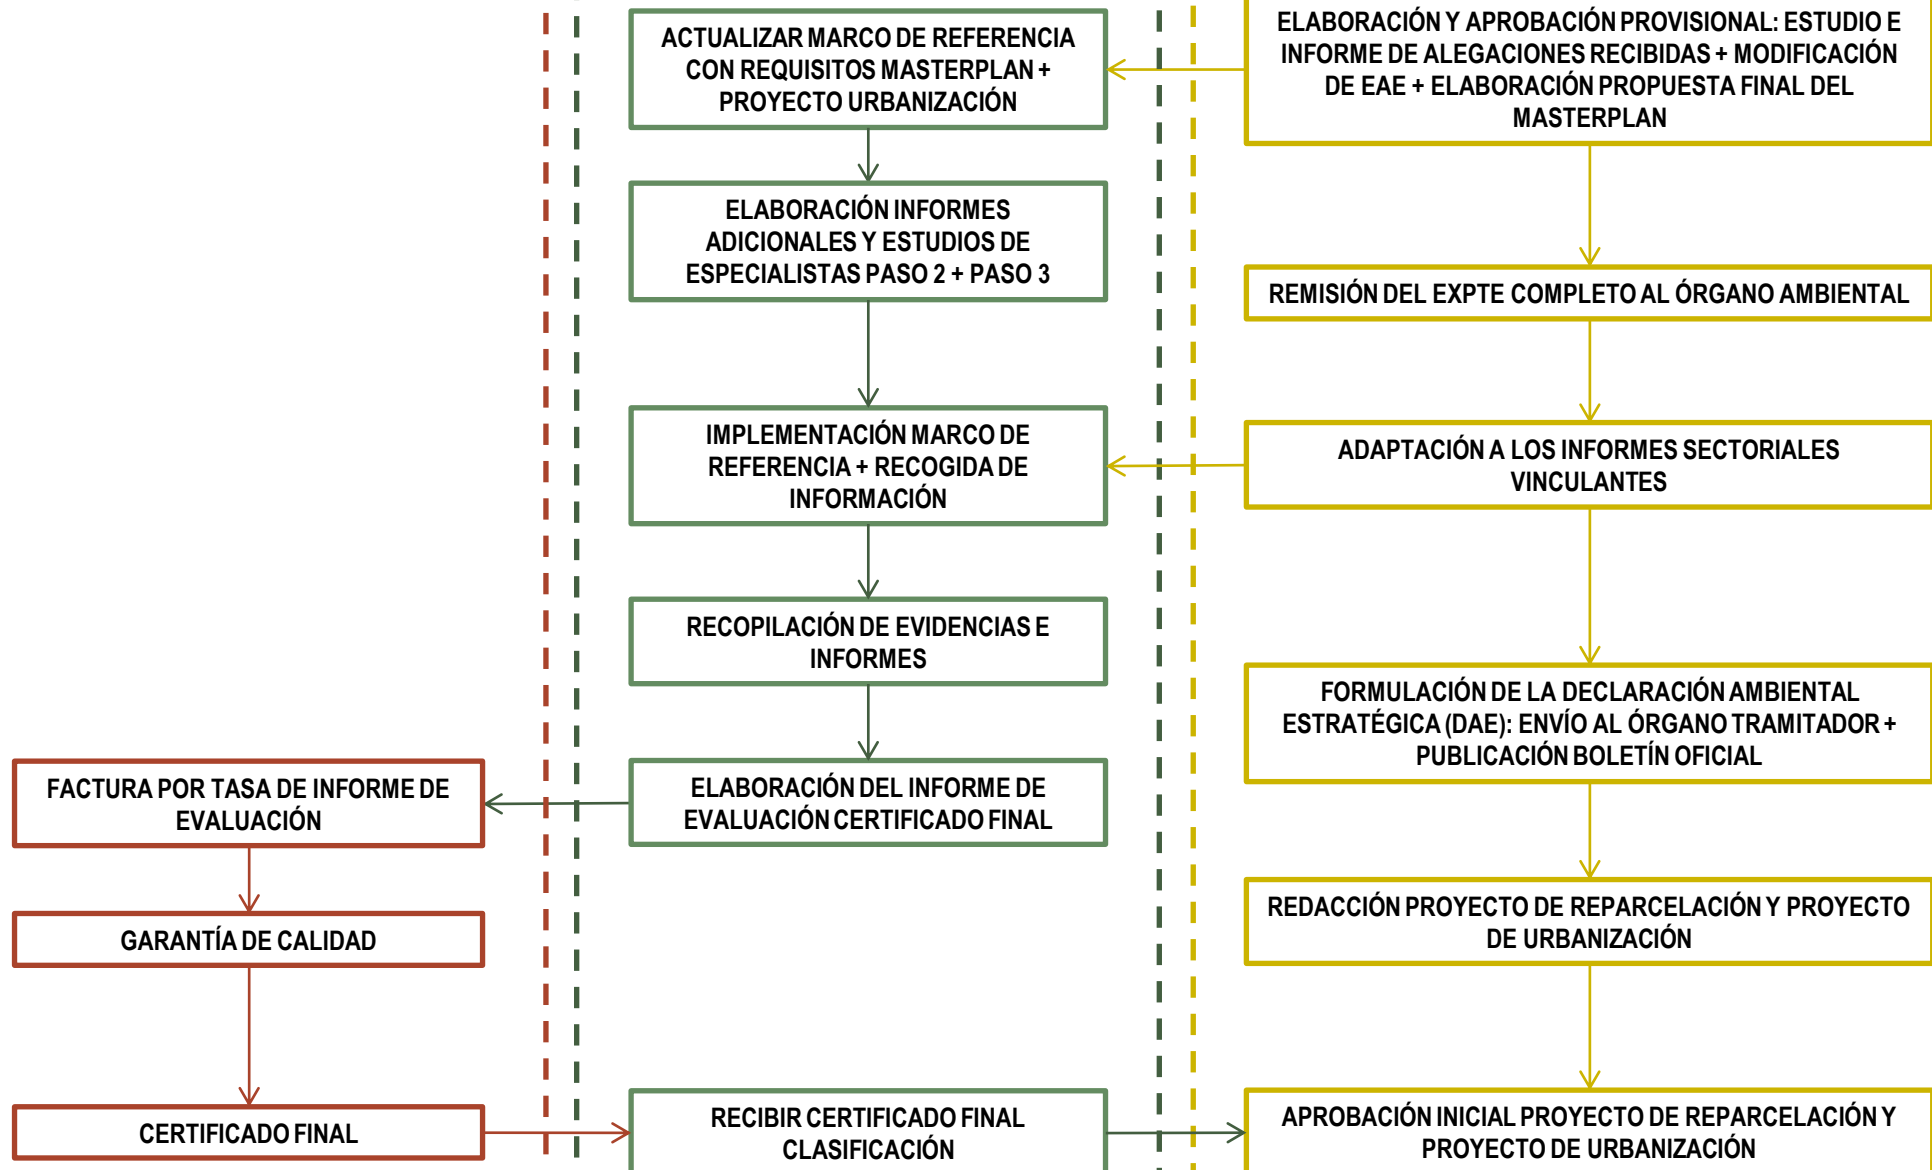 ACTUALIZAR MARCO DE REFERENCIA
CON REQUISITOS MASTERPLAN +
PROYECTO URBANIZACIÓN
ELABORACIÓN Y APROBACIÓN PROVISIONAL: ESTUDIO E
INFORME DE ALEGACIONES RECIBIDAS + MODIFICACIÓN
DE EAE + ELABORACIÓN PROPUESTA FINAL DEL
MASTERPLAN
ELABORACIÓN INFORMES
ADICIONALES Y ESTUDIOS DE
ESPECIALISTAS PASO 2 + PASO 3
REMISIÓN DEL EXPTE COMPLETO AL ÓRGANO AMBIENTAL
IMPLEMENTACIÓN MARCO DE
REFERENCIA + RECOGIDA DE
INFORMACIÓN
ADAPTACIÓN A LOS INFORMES SECTORIALES
VINCULANTES
RECOPILACIÓN DE EVIDENCIAS E
INFORMES
FORMULACIÓN DE LA DECLARACIÓN AMBIENTAL
ESTRATÉGICA (DAE): ENVÍO AL ÓRGANO TRAMITADOR +
PUBLICACIÓN BOLETÍN OFICIAL
FACTURA POR TASA DE INFORME DE
EVALUACIÓN
ELABORACIÓN DEL INFORME DE
EVALUACIÓN CERTIFICADO FINAL
GARANTÍA DE CALIDAD
REDACCIÓN PROYECTO DE REPARCELACIÓN Y PROYECTO
DE URBANIZACIÓN
CERTIFICADO FINAL
RECIBIR CERTIFICADO FINAL
CLASIFICACIÓN
APROBACIÓN INICIAL PROYECTO DE REPARCELACIÓN Y
PROYECTO DE URBANIZACIÓN